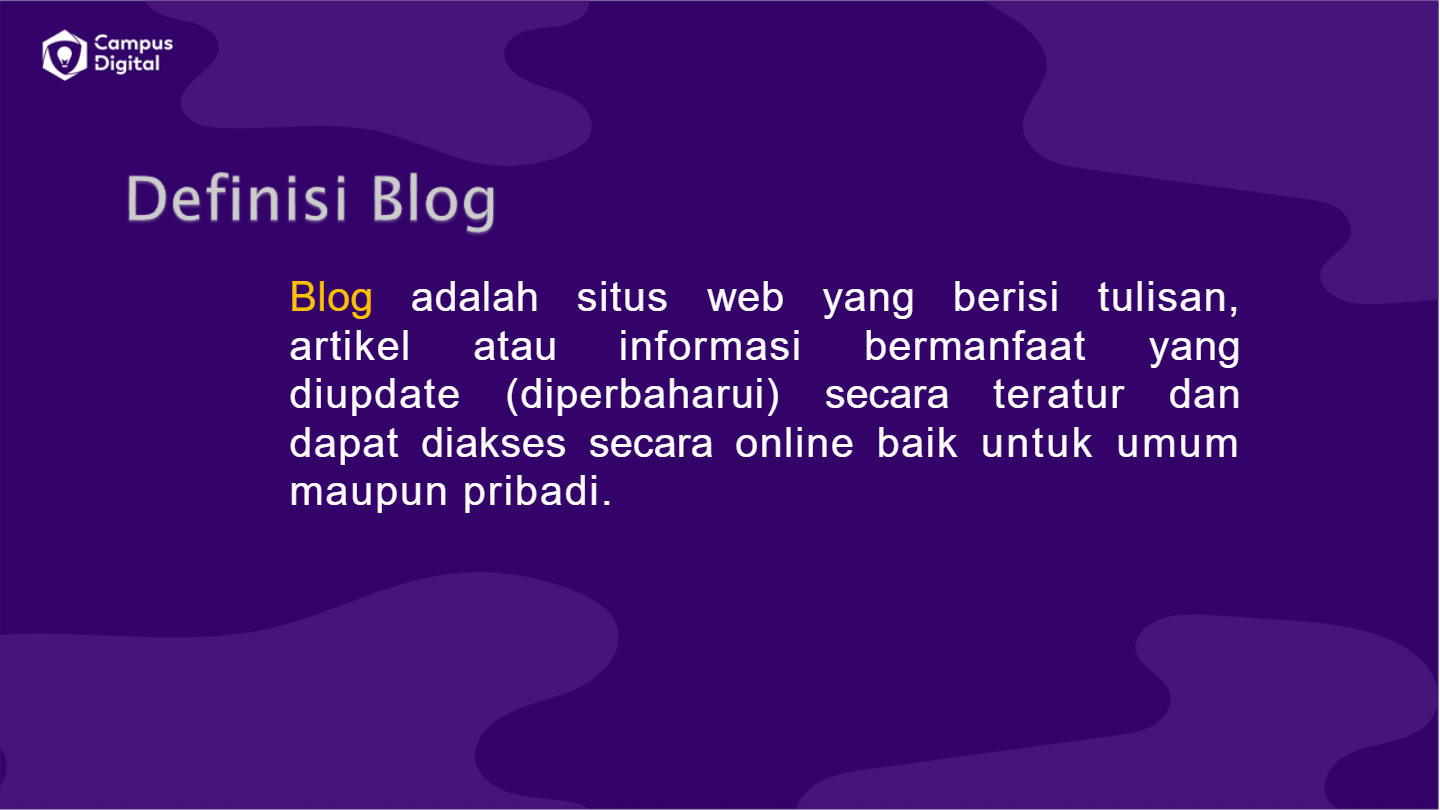 Campus
Digital
Definisi Blog
Blog adalah situs web yang berisi tulisan,
artikel atau informasi bermanfaat yang
diupdate (diperbaharui) secara teratur dan
dapat diakses secara online baik untuk umum
maupun pribadi.